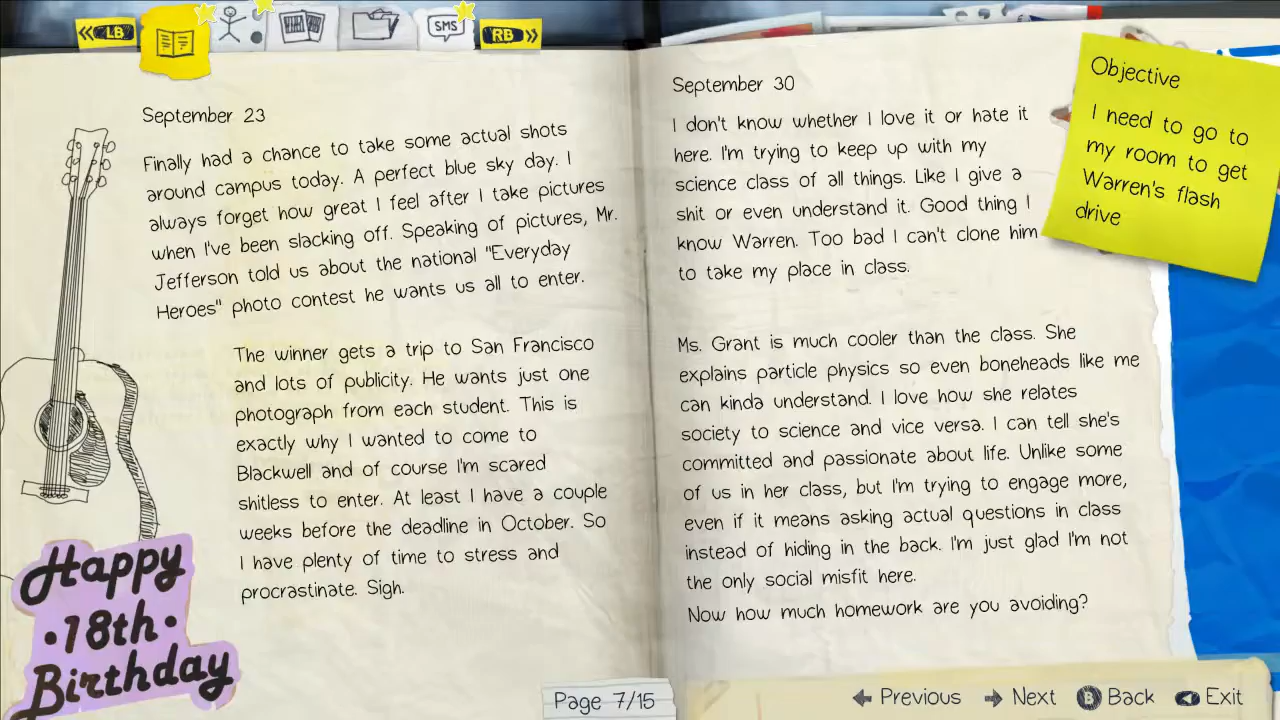 LB
SMS
RB
September 23
Finally had a chance to take some actual shots
around campus today. A perfect blue sky day. I
always forget how great I feel after I take pictures
when I've been slacking off. Speaking of pictures, Mr.
Jefferson told us about the national "Everyday
Heroes" photo contest he wants us all to enter.
The winner gets a trip to San Francisco
and lots of publicity. He wants just one
photograph from each student. This is
exactly why I wanted to come to
Blackwell and of course I'm scared
shitless to enter. At least I have a couple
weeks before the deadline in October. So
I have plenty of time to stress and
procrastinate. Sigh.
Happy
•18th•
Birthday
September 30
I don't know whether I love it or hate it
here. I'm trying to keep up with my
science class of all things. Like I give a
shit or even understand it. Good thing I
know Warren. Too bad I can't clone him
to take my place in class.
Ms. Grant is much cooler than the class. She
explains particle physics so even boneheads like me
can kinda understand. I love how she relates
society to science and vice versa. I can tell she's
committed and passionate about life. Unlike some
of us in her class, but I'm trying to engage more,
even if it means asking actual questions in class
instead of hiding in the back. I'm just glad I'm not
the only social misfit here.
Now how much homework are you avoiding?
Objective
I need to go to
my room to get
Warren's flash
drive
Page 7/15
Previous
Next
B Back
Exit